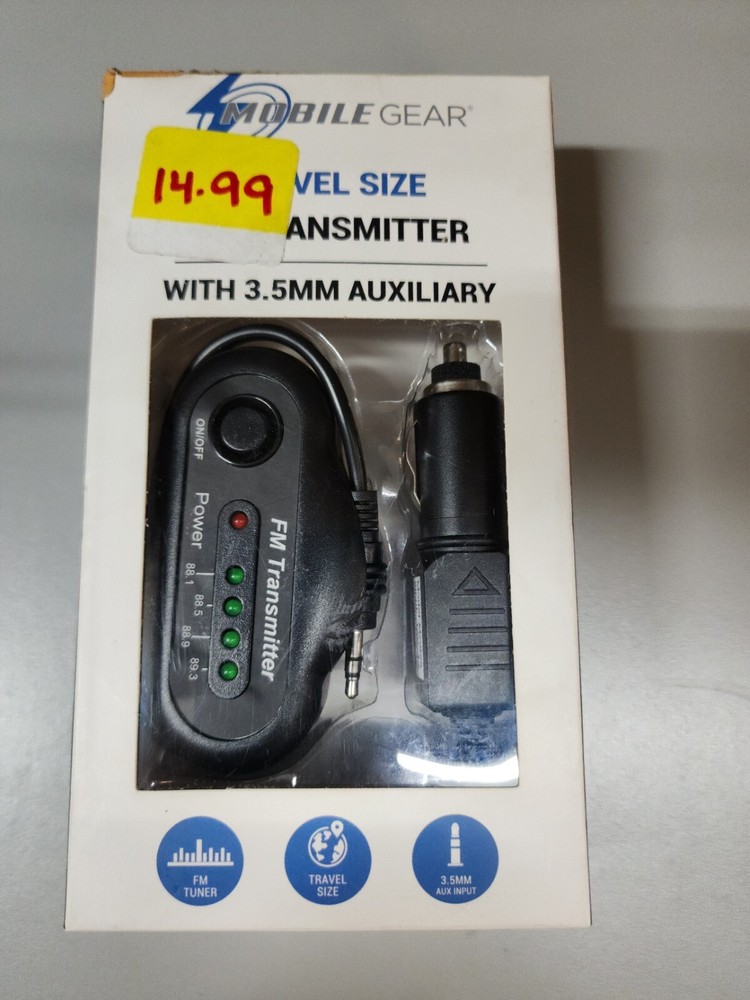 MOBILE GEAR®
14.99
VEL SIZE
ANSMITTER
WITH 3.5MM AUXILIARY
ON/OFF
Power
88.1
88.5
88.9
89.3
FM Transmitter
FM
TUNER
TRAVEL
SIZE
3.5MM
AUX INPUT